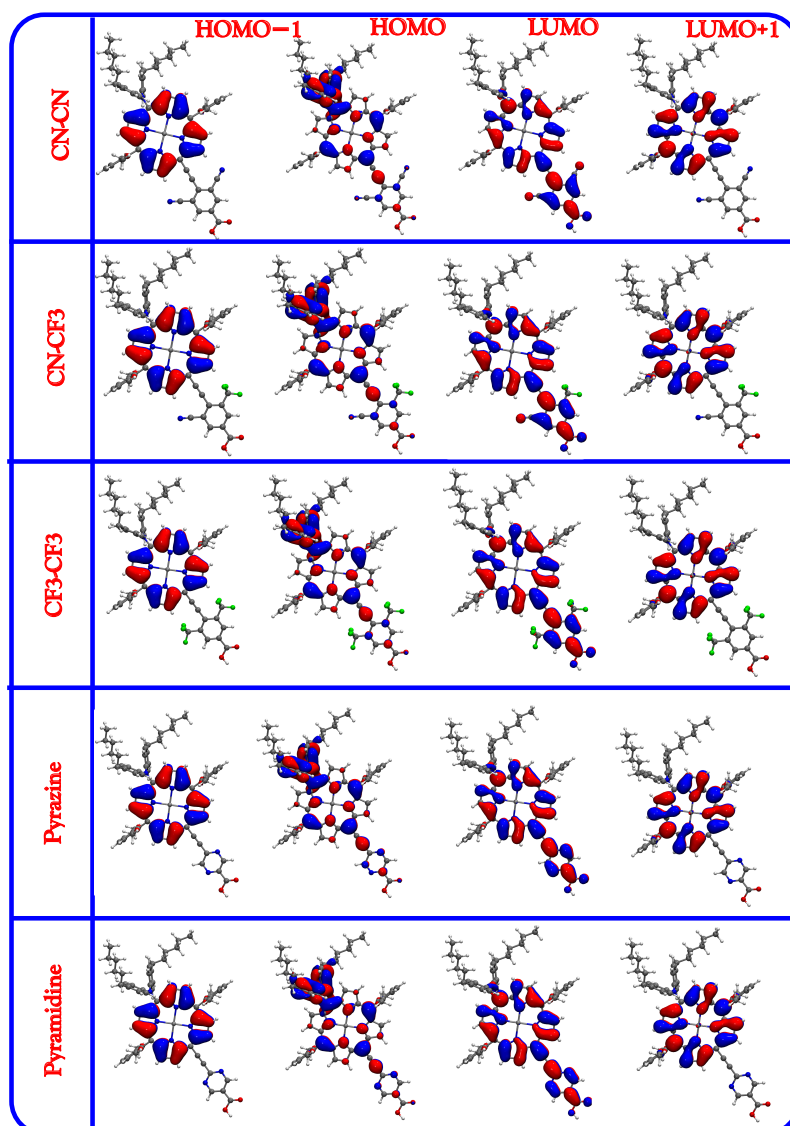 HOMO−1 HOMO LUMO LUMO+1
CN-CN
CN-CF3
CF3-CF3
Pyrazine
Pyramidine